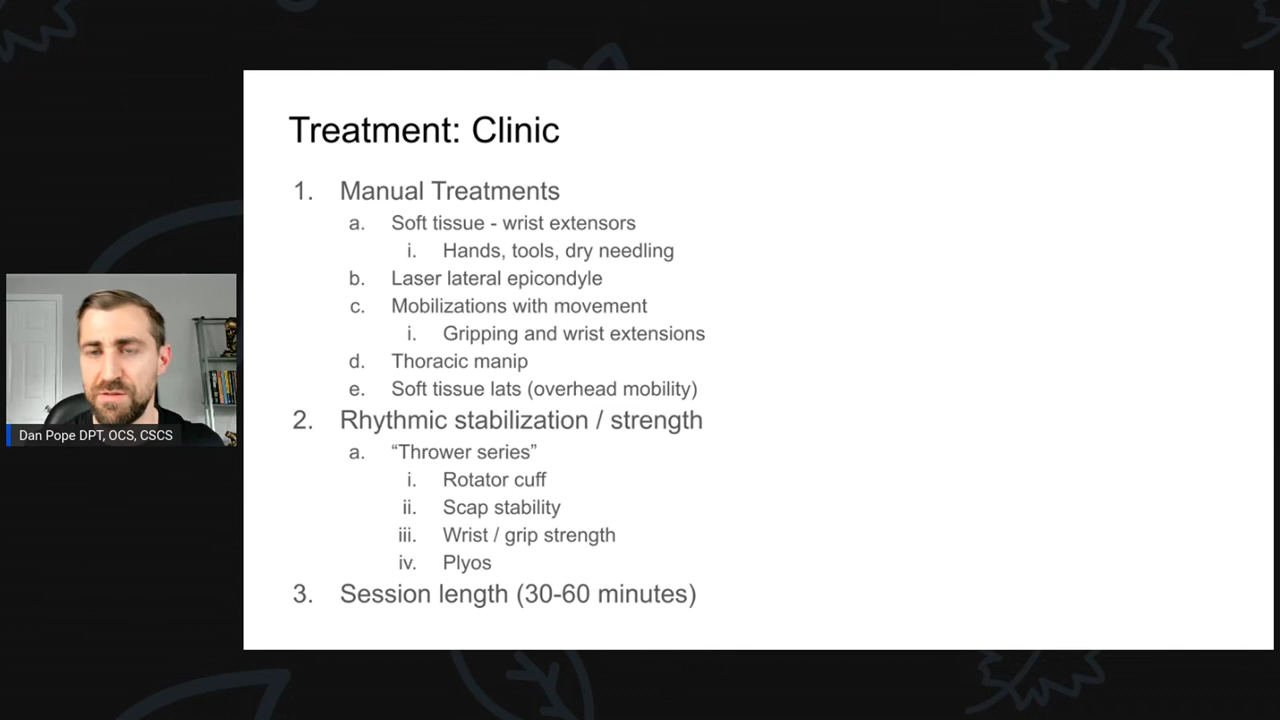 Treatment: Clinic
1. Manual Treatments
a. Soft tissue - wrist extensors
i. Hands, tools, dry needling
b. Laser lateral epicondyle
c. Mobilizations with movement
i. Gripping and wrist extensions
d. Thoracic manip
e. Soft tissue lats (overhead mobility)
2. Rhythmic stabilization / strength
a. “Thrower series”
i. Rotator cuff
ii. Scap stability
iii. Wrist / grip strength
iv. Plyos
3. Session length (30-60 minutes)
Dan Pope DPT, OCS, CSCS